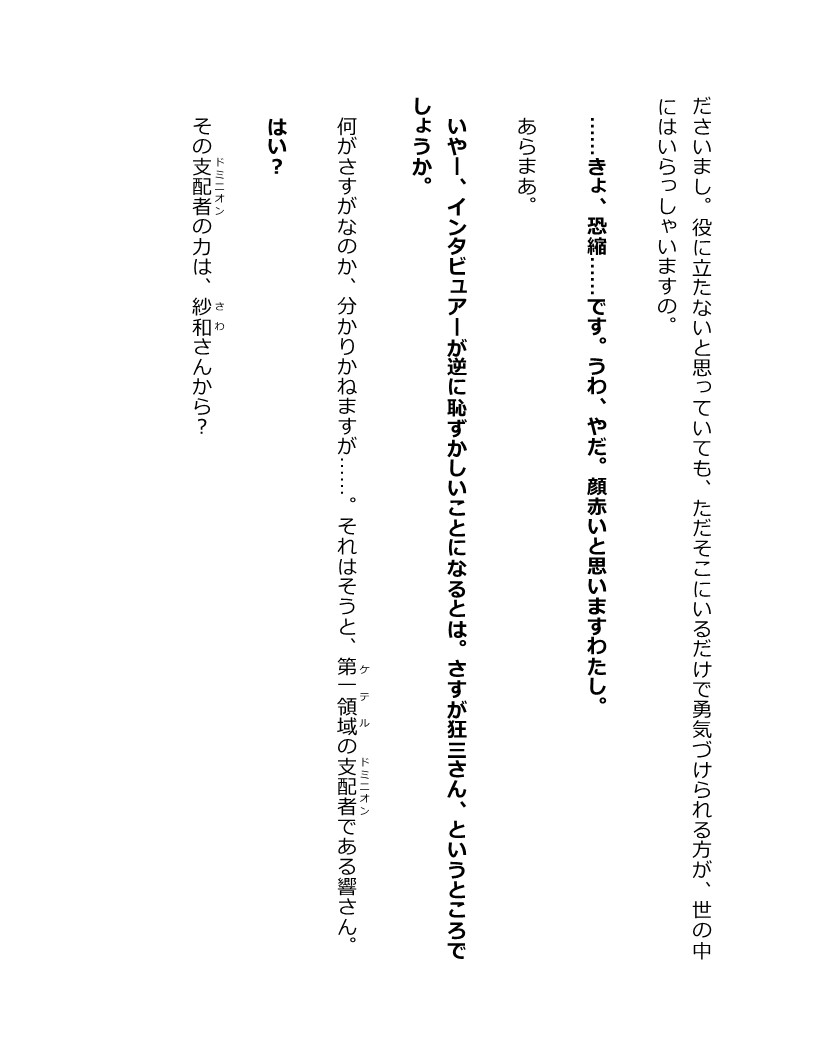 ださいまし。役に立たないと思っていても、ただそこにいるだけで勇気づけられる方が、世の中
にはいらっしゃいますの。
……きょ、恐縮……です。うわ、やだ。顔赤いと思いますわたし。
あらまあ。
いやー、インタビュアーが逆に恥ずかしいことになるとは。さすが狂三さん、というところで
しょうか。
何がさすがなのか、分かりかねますが……。それはそうと、第一領域の支配者である響さん。
ケテル
ドミニオン
はい？
その支配者の力は、紗和さんから？
ドミニオン
さわ